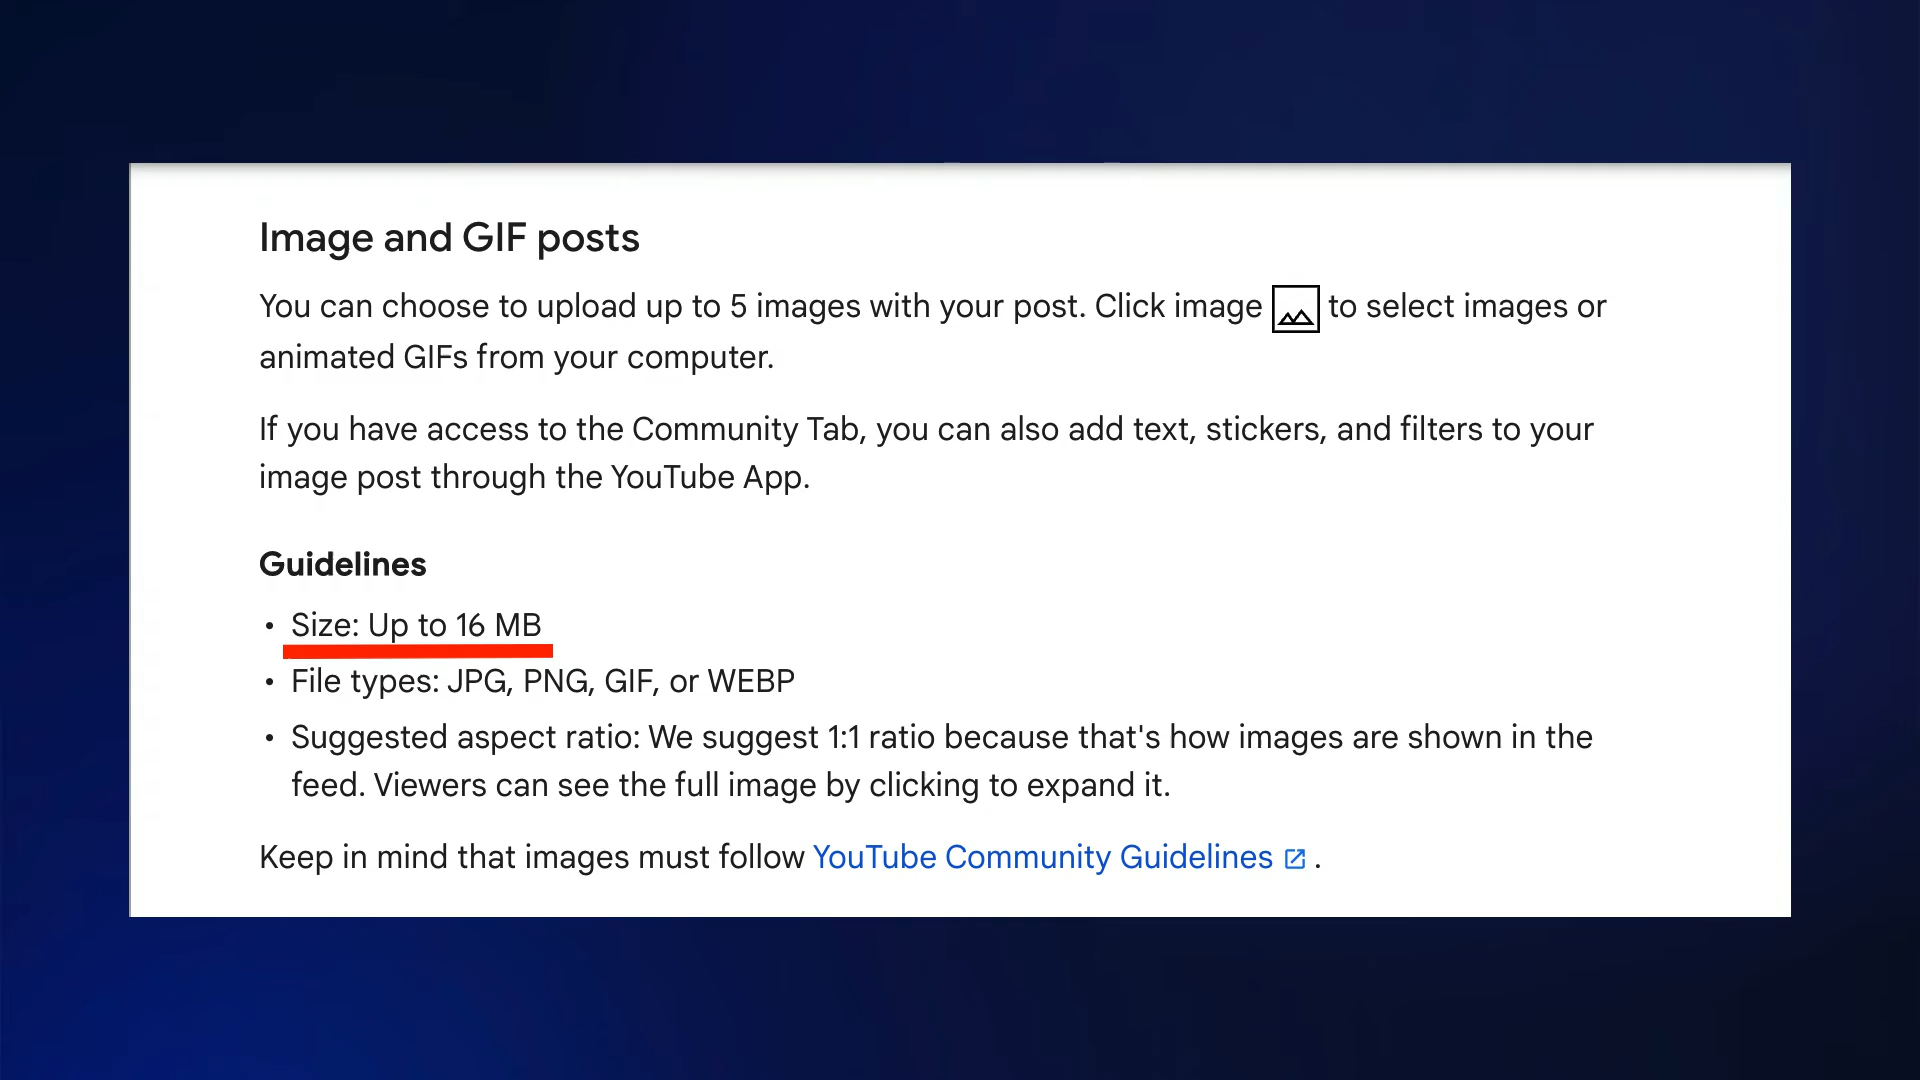 Image and GIF posts
You can choose to upload up to 5 images with your post. Click image to select images or
animated GIFs from your computer.
If you have access to the Community Tab, you can also add text, stickers, and filters to your
image post through the YouTube App.
Guidelines
• Size: Up to 16 MB
• File types: JPG, PNG, GIF, or WEBP
• Suggested aspect ratio: We suggest 1:1 ratio because that's how images are shown in the
feed. Viewers can see the full image by clicking to expand it.
Keep in mind that images must follow YouTube Community Guidelines .